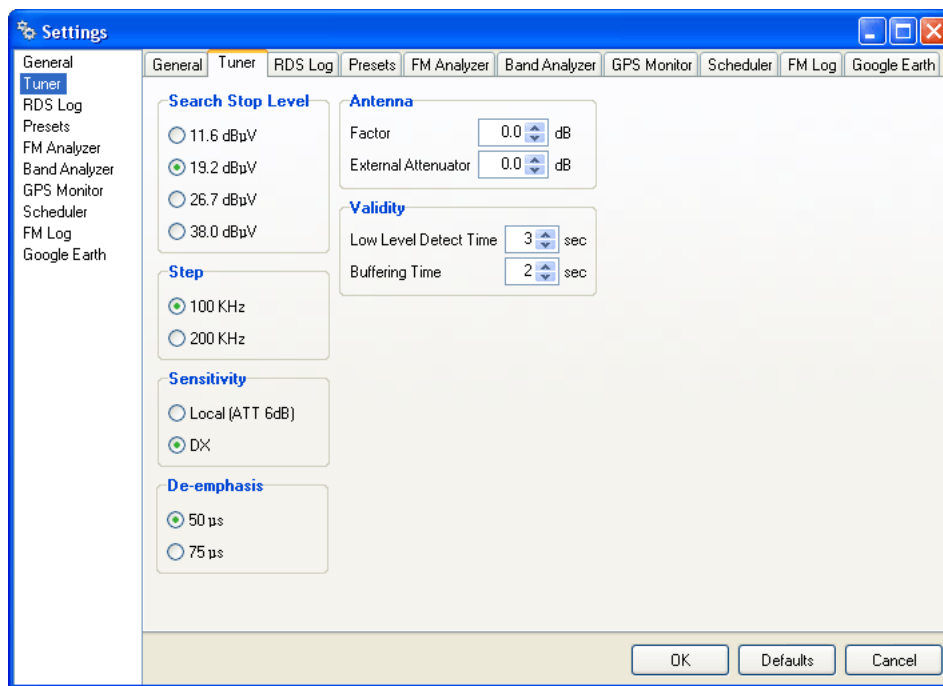 Settings
General
Tuner
RDS Log
Presets
FM Analyzer
Band Analyzer
GPS Monitor
Scheduler
FM Log
Google Earth
General Tuner RDS Log Presets FM Analyzer Band Analyzer GPS Monitor Scheduler FM Log Google Earth
Search Stop Level
11.6 dBµV
19.2 dBµV
26.7 dBµV
38.0 dBµV
Step
100 KHz
200 KHz
Sensitivity
Local (ATT 6dB)
DX
De-emphasis
50 µs
75 µs
Antenna
Factor 0.0 dB
External Attenuator 0.0 dB
Validity
Low Level Detect Time 3 sec
Buffering Time 2 sec
OK Defaults Cancel